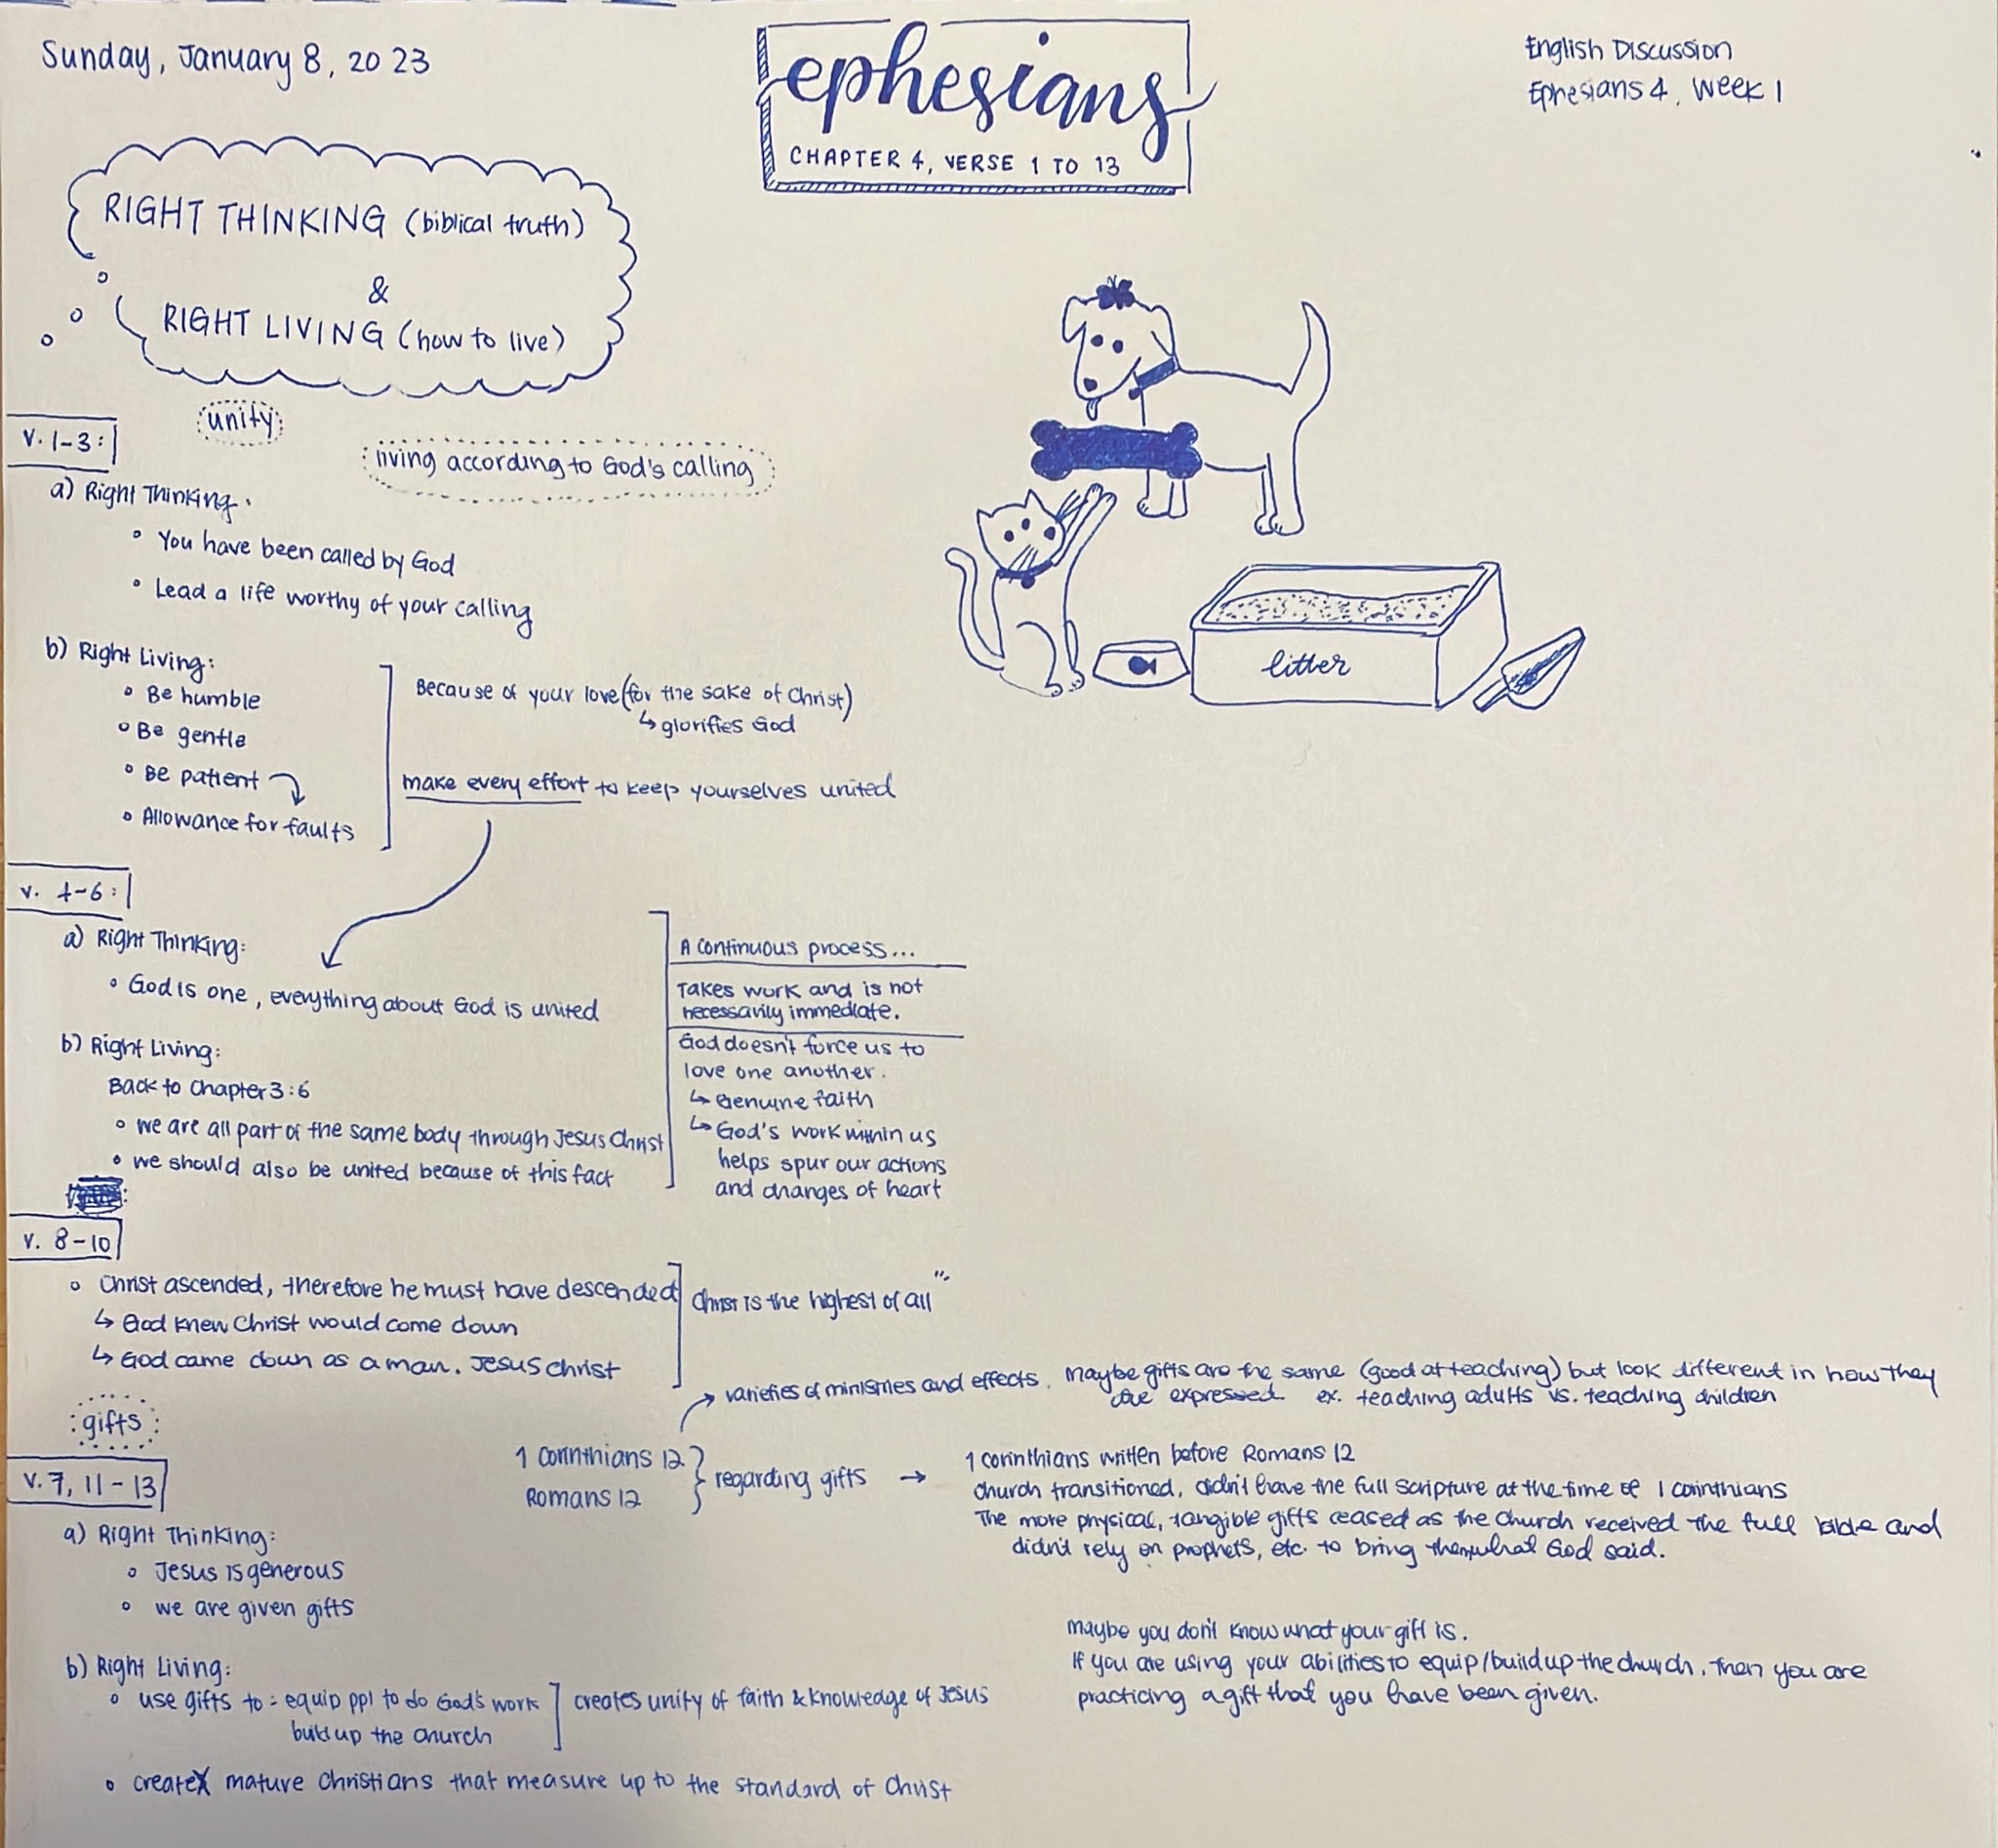 Sunday, January 8, 2023
ephesians
CHAPTER 4, VERSE 1 TO 13
English Discussion
Ephesians 4, Week 1
RIGHT THINKING (biblical truth)
&
RIGHT LIVING (how to live)
unity
v. 1-3:
living according to God's calling
a) Right Thinking.
You have been called by God
Lead a life worthy of your calling
b) Right Living:
Be humble
Be gentle
Be patient
Allowance for faults
Because of your love (for the sake of Christ)
↳ glorifies God
make every effort to keep yourselves united
litter
v. 4-6:
a) Right Thinking:
God is one, everything about God is united
b) Right Living:
Back to Chapter 3:6
we are all part of the same body through Jesus Christ
we should also be united because of this fact
A continuous process...
Takes work and is not
necessarily immediate.
God doesn't force us to
love one another.
↳ Genuine faith
↳ God's work within us
helps spur our actions
and changes of heart
v. 8-10
Christ ascended, therefore he must have descended
↳ God knew Christ would come down
↳ God came down as a man. Jesus Christ
Christ is the highest of all
gifts
v. 7, 11-13
1 Corinthians 12
Romans 12
regarding gifts →
varieties of ministries and effects. Maybe gifts are the same (good at teaching) but look different in how they
are expressed ex. teaching adults vs. teaching children
1 Corinthians written before Romans 12
Church transitioned, didn't have the full scripture at the time of 1 Corinthians
The more physical, tangible gifts ceased as the church received the full bible and
didn't rely on prophets, etc. to bring them what God said.
a) Right Thinking:
Jesus is generous
we are given gifts
Maybe you don't know what your gift is.
If you are using your abilities to equip/build up the church, then you are
practicing a gift that you have been given.
b) Right Living:
use gifts to: equip ppl to do God's work
build up the church
creates unity of faith & knowledge of Jesus
create mature Christians that measure up to the standard of Christ